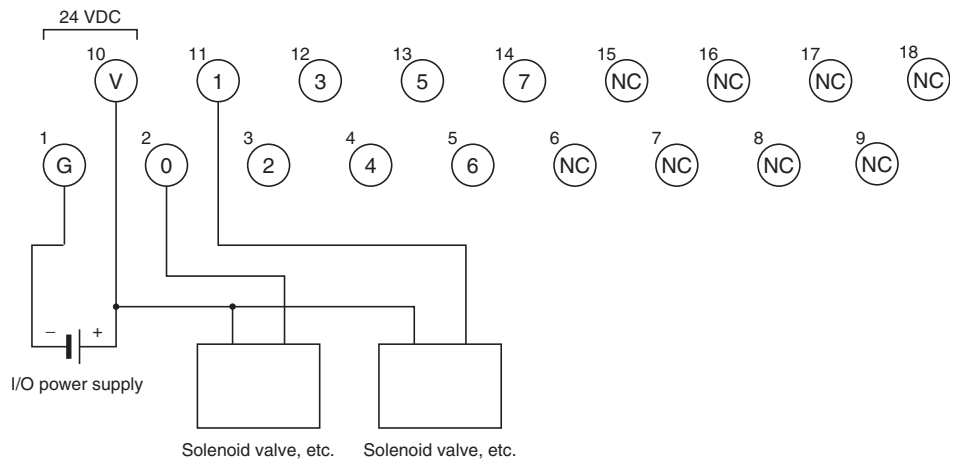 24 VDC
10 11 12 13 14 15 16 17 18
V 1 3 5 7 NC NC NC NC
1 2 3 4 5 6 7 8 9
G 0 2 4 6 NC NC NC NC
− +
I/O power supply
Solenoid valve, etc. Solenoid valve, etc.